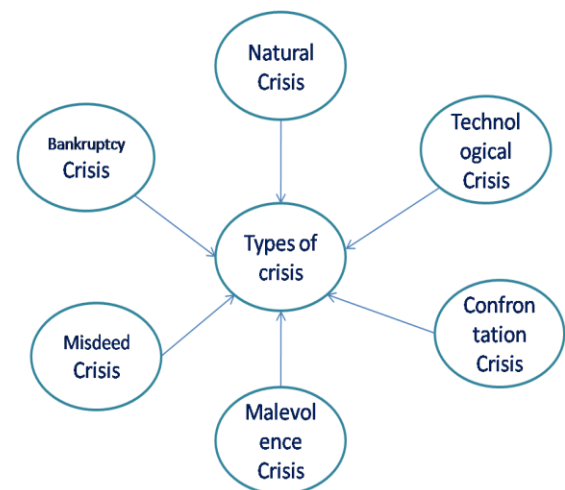 Natural
Crisis
Technol
ogical
Crisis
Bankruptcy
Crisis
Types of
crisis
Confron
tation
Crisis
Misdeed
Crisis
Malevol
ence
Crisis